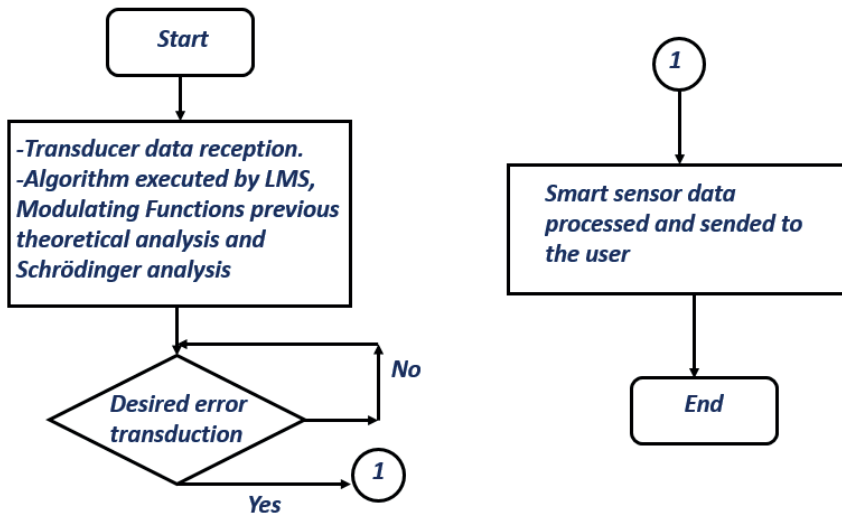 Start
-Transducer data reception.
-Algorithm executed by LMS,
Modulating Functions previous
theoretical analysis and
Schrödinger analysis
No
Desired error
transduction
1
Yes
1
Smart sensor data
processed and sended to
the user
End